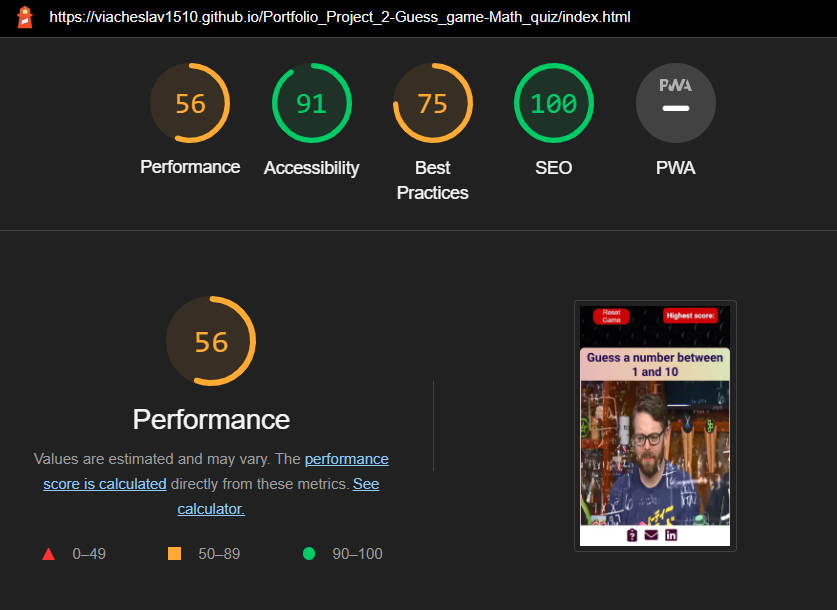 https://viacheslav1510.github.io/Portfolio_Project_2-Guess_game-Math_quiz/index.html
56
91
75
100
PWA
Performance
Accessibility
Best
Practices
SEO
PWA
56
Performance
Values are estimated and may vary. The performance
score is calculated directly from these metrics. See
calculator.
0–49
50–89
90–100
Reset
Game
Highest score:
Guess a number between
1 and 10